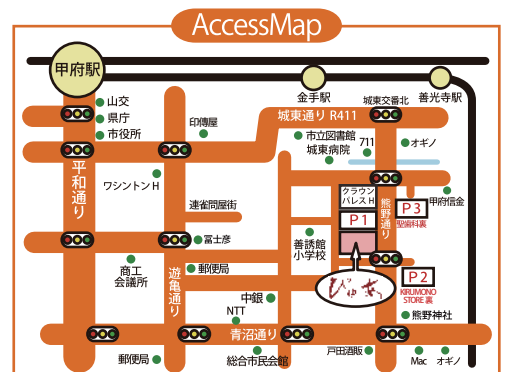 AccessMap
甲府駅
金手駅
善光寺駅
山交
県庁
市役所
印傳屋
城東通り R411
城東交番北
市立図書館
城東病院
711
オギノ
平和通り
ワシントンH
連雀問屋街
クラウン
パレスH
熊野通り
甲府信金
P1
P3
聖歯科裏
冨士彦
善誘館
小学校
商工
会議所
遊亀通り
郵便局
中銀
P2
KIRUMONO
STORE 裏
NTT
熊野神社
青沼通り
郵便局
総合市民会館
戸田酒販
Mac
オギノ